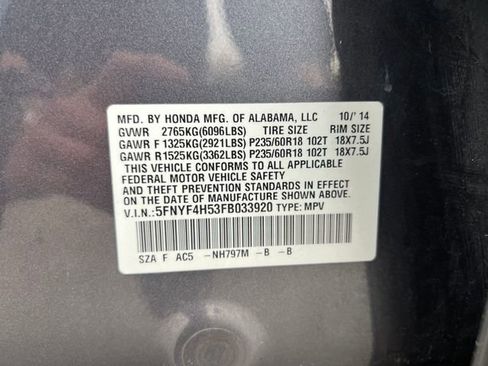 MFD. BY HONDA MFG. OF ALABAMA, LLC 10/'14
GVWR 2765KG(6096LBS) TIRE SIZE RIM SIZE
GAWR F 1325KG(2921LBS) P235/60R18 102T 18X7.5J
GAWR R1525KG(3362LBS) P235/60R18 102T 18X7.5J
THIS VEHICLE CONFORMS TO ALL APPLICABLE
FEDERAL MOTOR VEHICLE SAFETY AND
THEFT PREVENTION STANDARDS IN EFFECT ON
THE DATE OF MANUFACTURE SHOWN ABOVE.
V.I.N.: 5FNYF4H53FB033920 TYPE: MPV
SZA F AC5 -NH797M -B -B